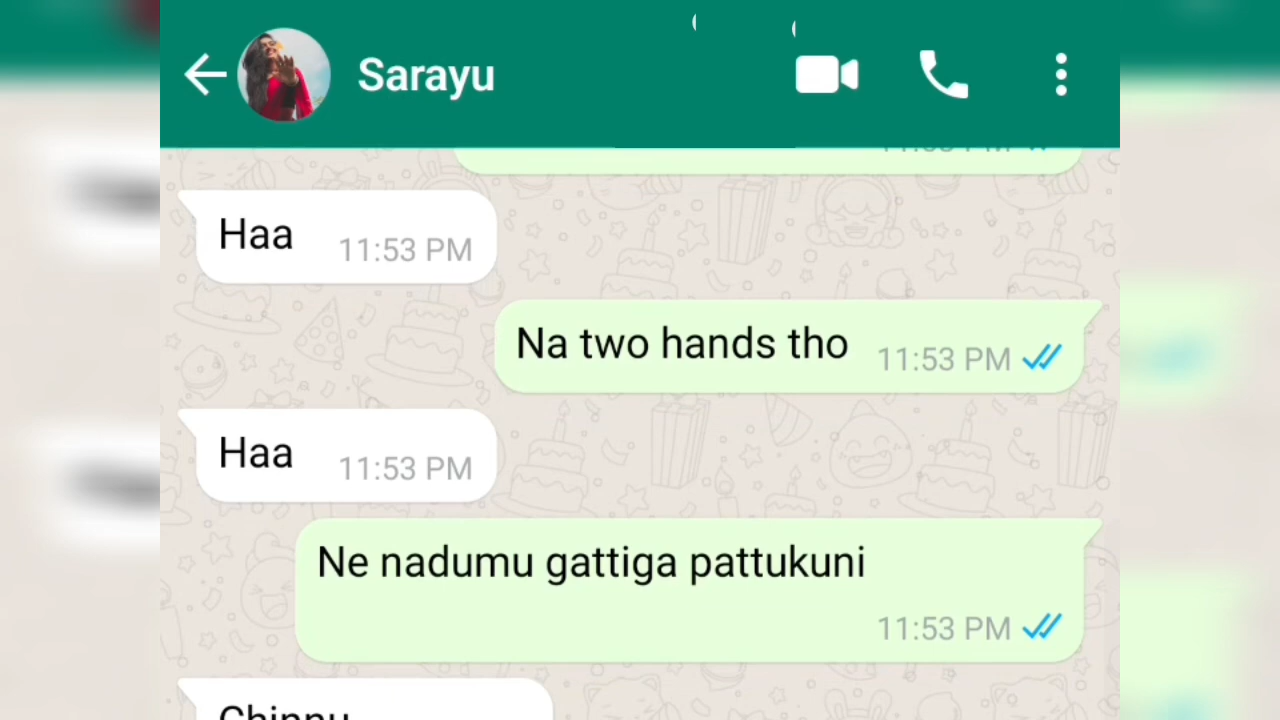 Sarayu
Haa
11:53 PM
Na two hands tho
11:53 PM
Haa
11:53 PM
Ne nadumu gattiga pattukuni
11:53 PM